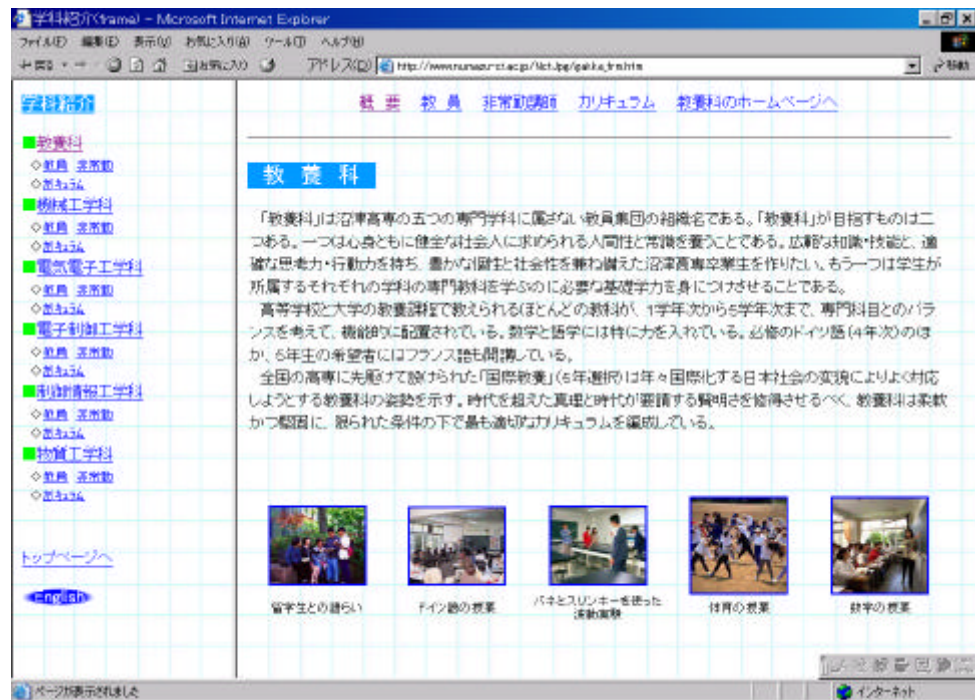 学科紹介(frame) - Microsoft Internet Explorer
ファイル(F) 編集(E) 表示(V) お気に入り(A) ツール(T) ヘルプ(H)
戻る お気に入り アドレス(D) 移動
学科紹介
■教養科
◇教員 非常勤
◇カリキュラム
■機械工学科
◇教員 非常勤
◇カリキュラム
■電気電子工学科
◇教員 非常勤
◇カリキュラム
■電子制御工学科
◇教員 非常勤
◇カリキュラム
■制御情報工学科
◇教員 非常勤
◇カリキュラム
■物質工学科
◇教員 非常勤
◇カリキュラム
トップページへ
English
概 要 教 員 非常勤講師 カリキュラム 教養科のホームページへ
教 養 科
「教養科」は沼津高専の五つの専門学科に属さない教員集団の組織名である。「教養科」が目指すものは二
つある。一つは心身ともに健全な社会人に求められる人間性と常識を養うことである。広範な知識・技能と、適
確な思考力・行動力を持ち、豊かな個性と社会性を兼ね備えた沼津高専卒業生を作りたい。もう一つは学生が
所属するそれぞれの学科の専門教科を学ぶのに必要な基礎学力を身につけさせることである。
高等学校と大学の教養課程で教えられるほとんどの教科が、1学年次から5学年次まで、専門科目とのバラ
ンスを考えて、機能的に配置されている。数学と語学には特に力を入れている。必修のドイツ語(4年次)のほ
か、5年生の希望者にはフランス語も開講している。
全国の高専に先駆けて設けられた「国際教養」(5年選択)は年々国際化する日本社会の変貌によりよく対応
しようとする教養科の姿勢を示す。時代を超えた真理と時代が要請する賢明さを修得させるべく、教養科は柔軟
かつ堅固に、限られた条件の下で最も適切なカリキュラムを編成している。
留学生との語らい
ドイツ語の授業
バネとスリンキーを使った
波動実験
体育の授業
数学の授業
ページが表示されました
インターネット